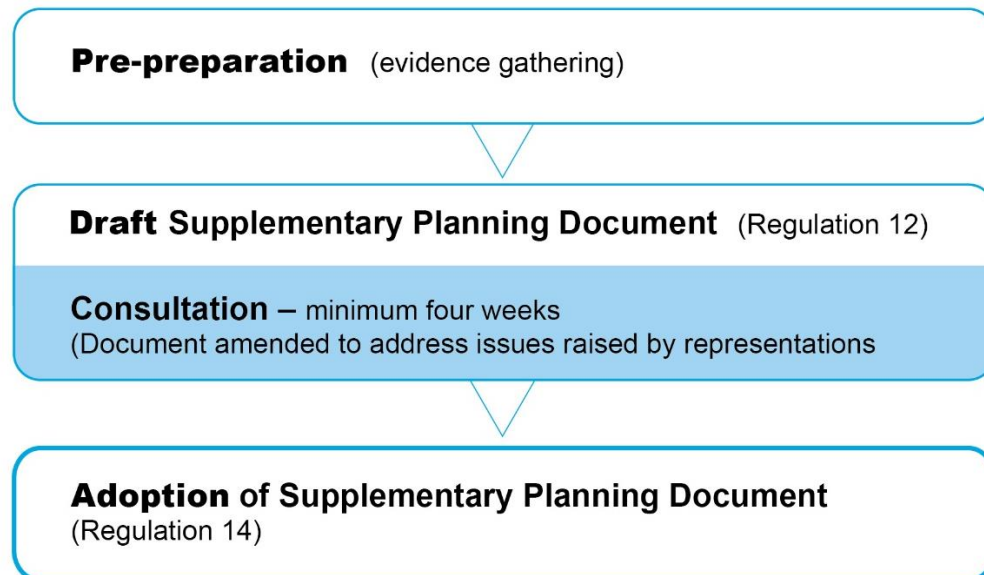 Pre-preparation (evidence gathering)
Draft Supplementary Planning Document (Regulation 12)
Consultation – minimum four weeks
(Document amended to address issues raised by representations
Adoption of Supplementary Planning Document
(Regulation 14)